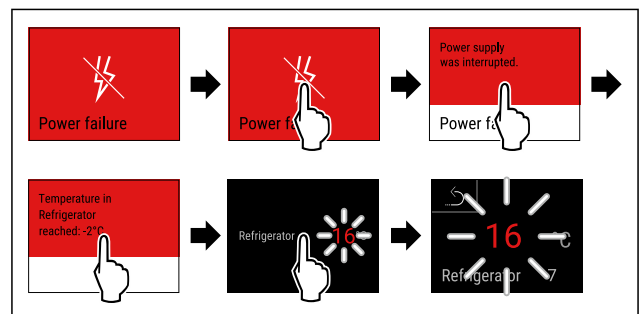 Power failure
Power f
Power supply
was interrupted.
Power fa
Temperature in
Refrigerator
reached: -2°C
Refrigerator
16
16 °C
Refrigerator 7